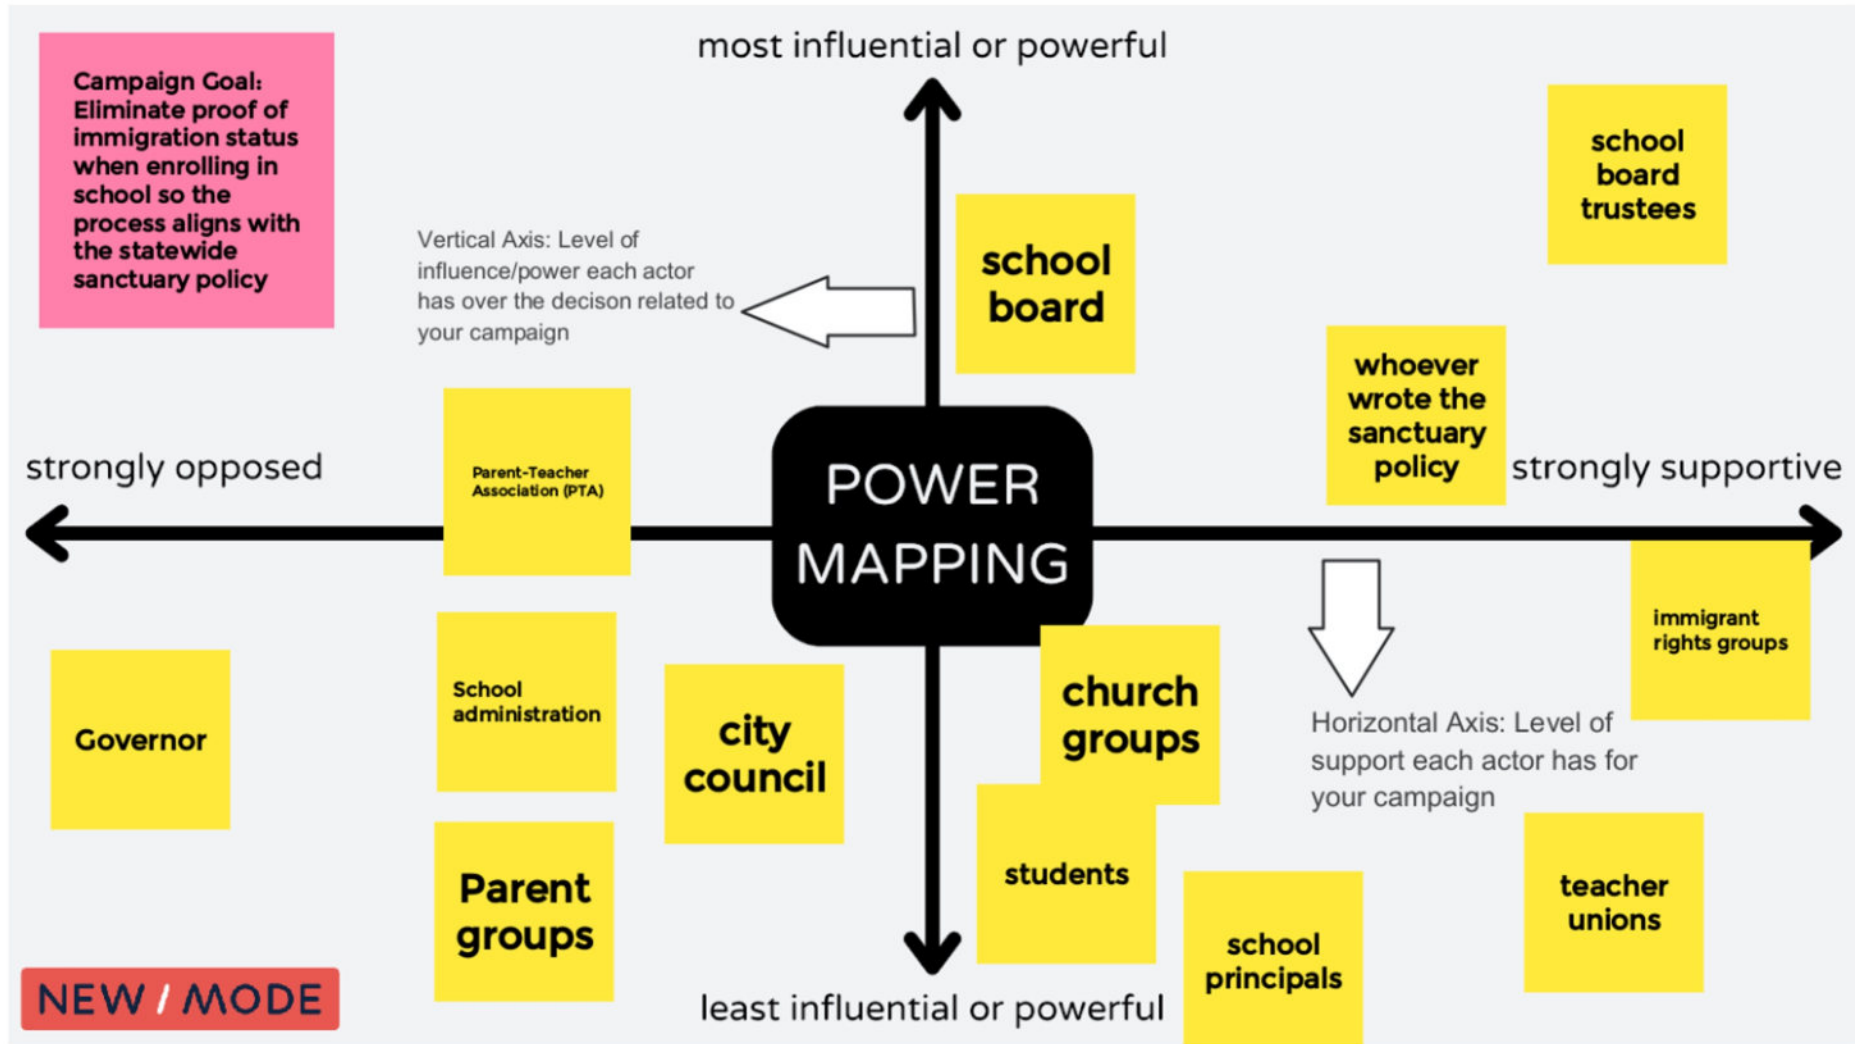 most influential or powerful
Campaign Goal:
Eliminate proof of
immigration status
when enrolling in
school so the
process aligns with
the statewide
sanctuary policy
school
board
trustees
Vertical Axis: Level of
influence/power each actor
has over the decison related to
your campaign
school
board
whoever
wrote the
sanctuary
policy
strongly opposed
Parent-Teacher
Association (PTA)
POWER
MAPPING
strongly supportive
immigrant
rights groups
Governor
School
administration
city
council
church
groups
Horizontal Axis: Level of
support each actor has for
your campaign
Parent
groups
students
school
principals
teacher
unions
NEW / MODE
least influential or powerful